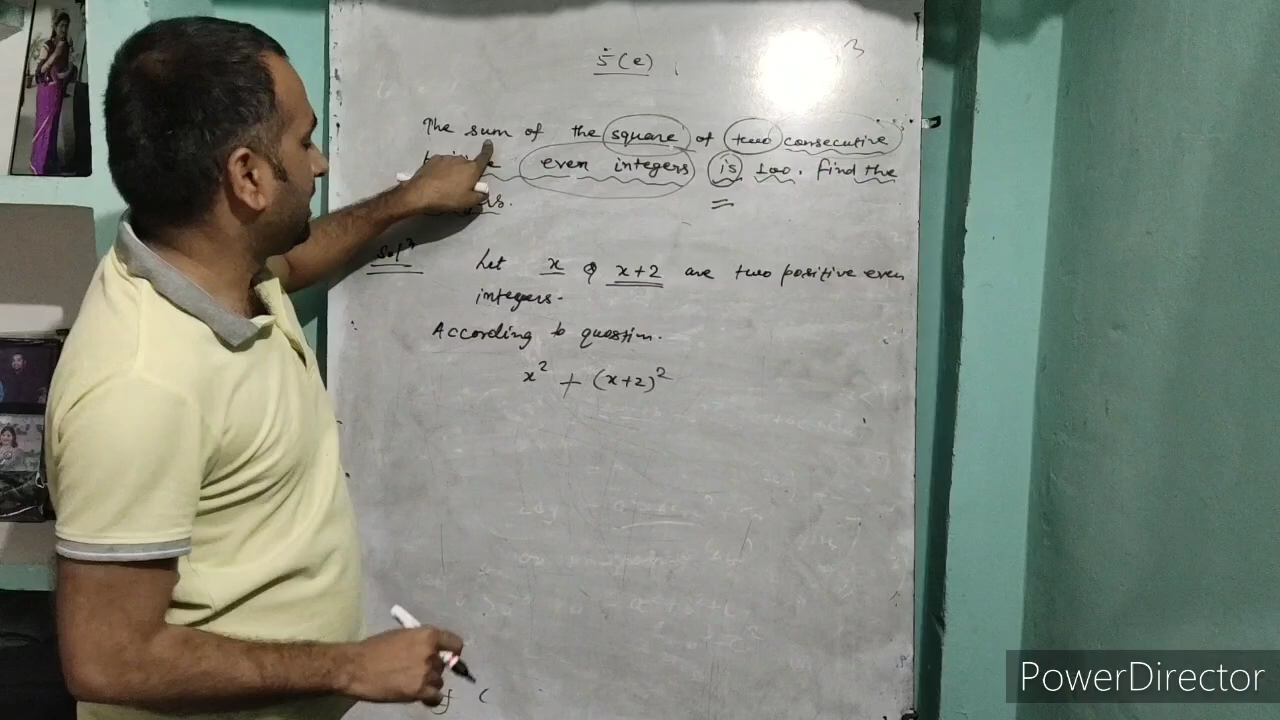 5(e)
The sum of the square of two consecutive
even integers is 100. Find the
Solⁿ Let x & x+2 are two positive even
integers.
According to question.
x² + (x+2)²
PowerDirector